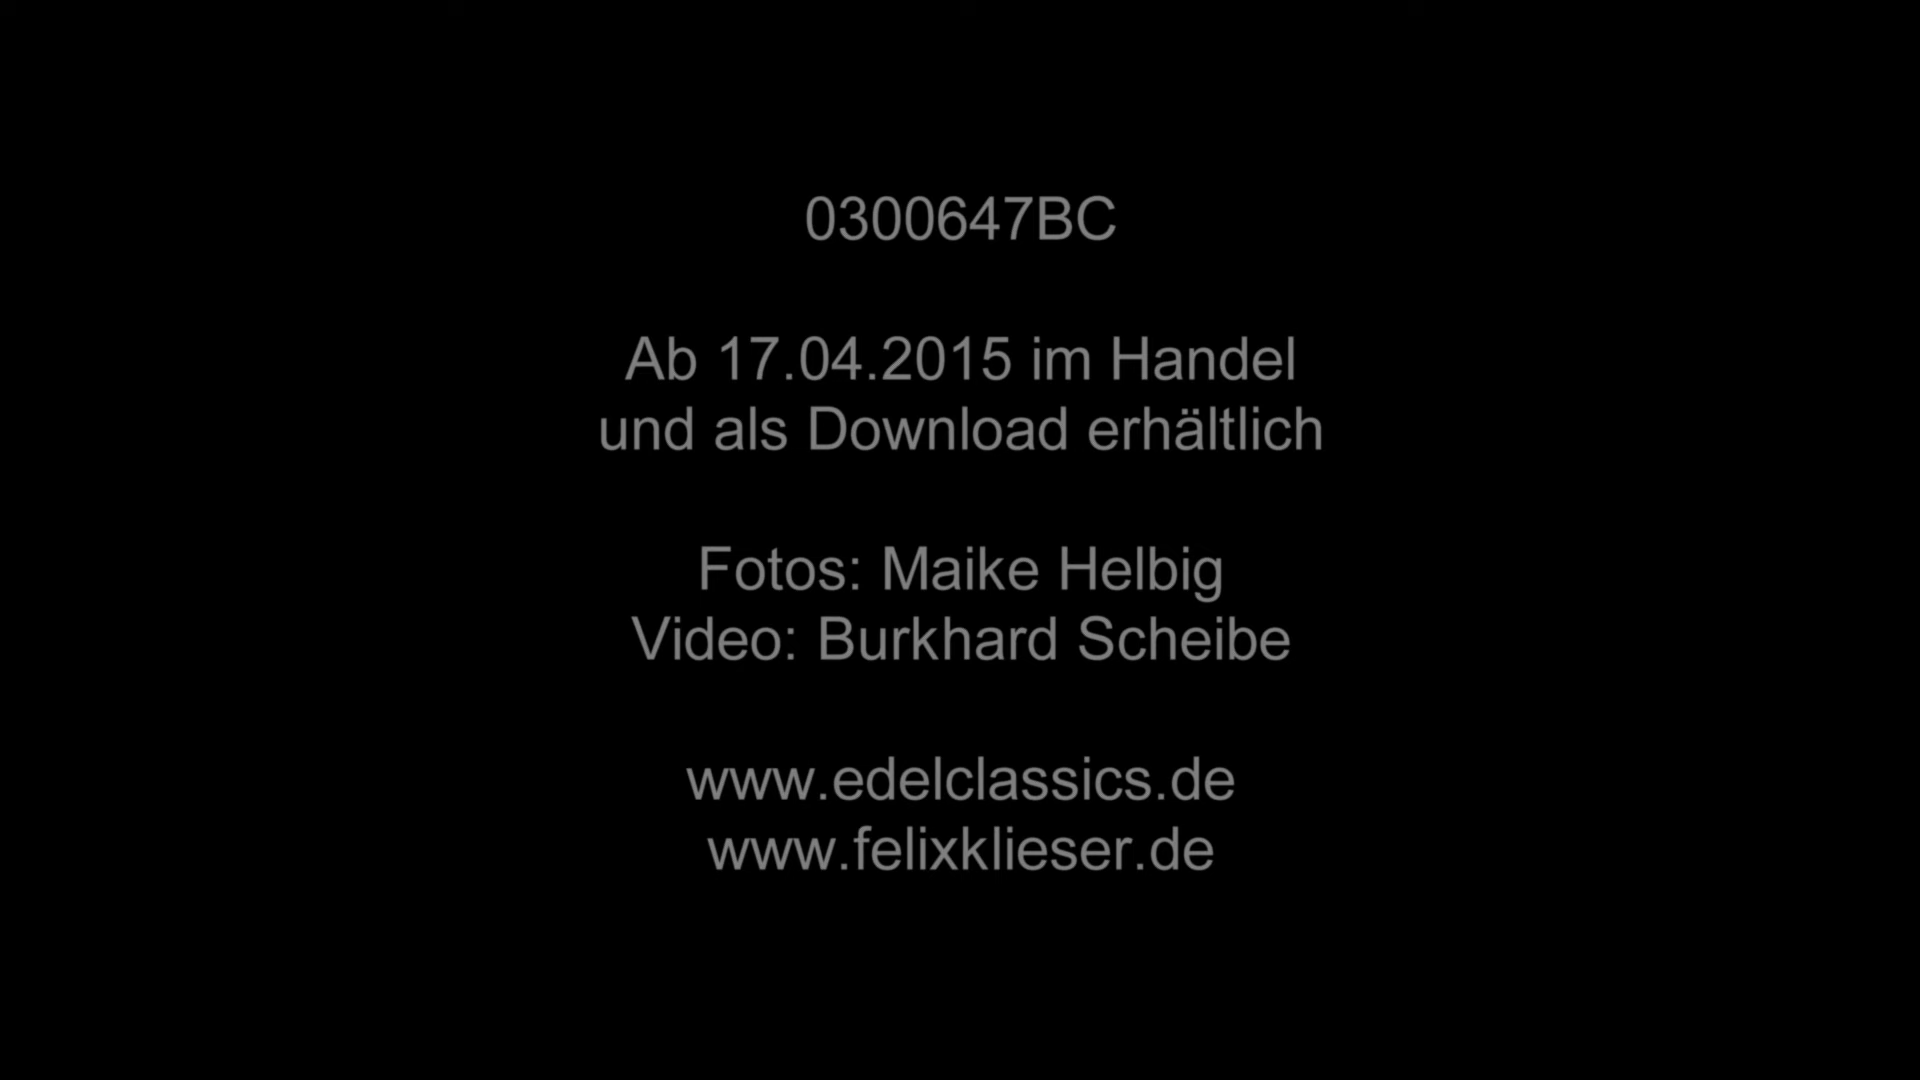 0300647BC
Ab 17.04.2015 im Handel
und als Download erhältlich
Fotos: Maike Helbig
Video: Burkhard Scheibe
www.edelclassics.de
www.felixklieser.de